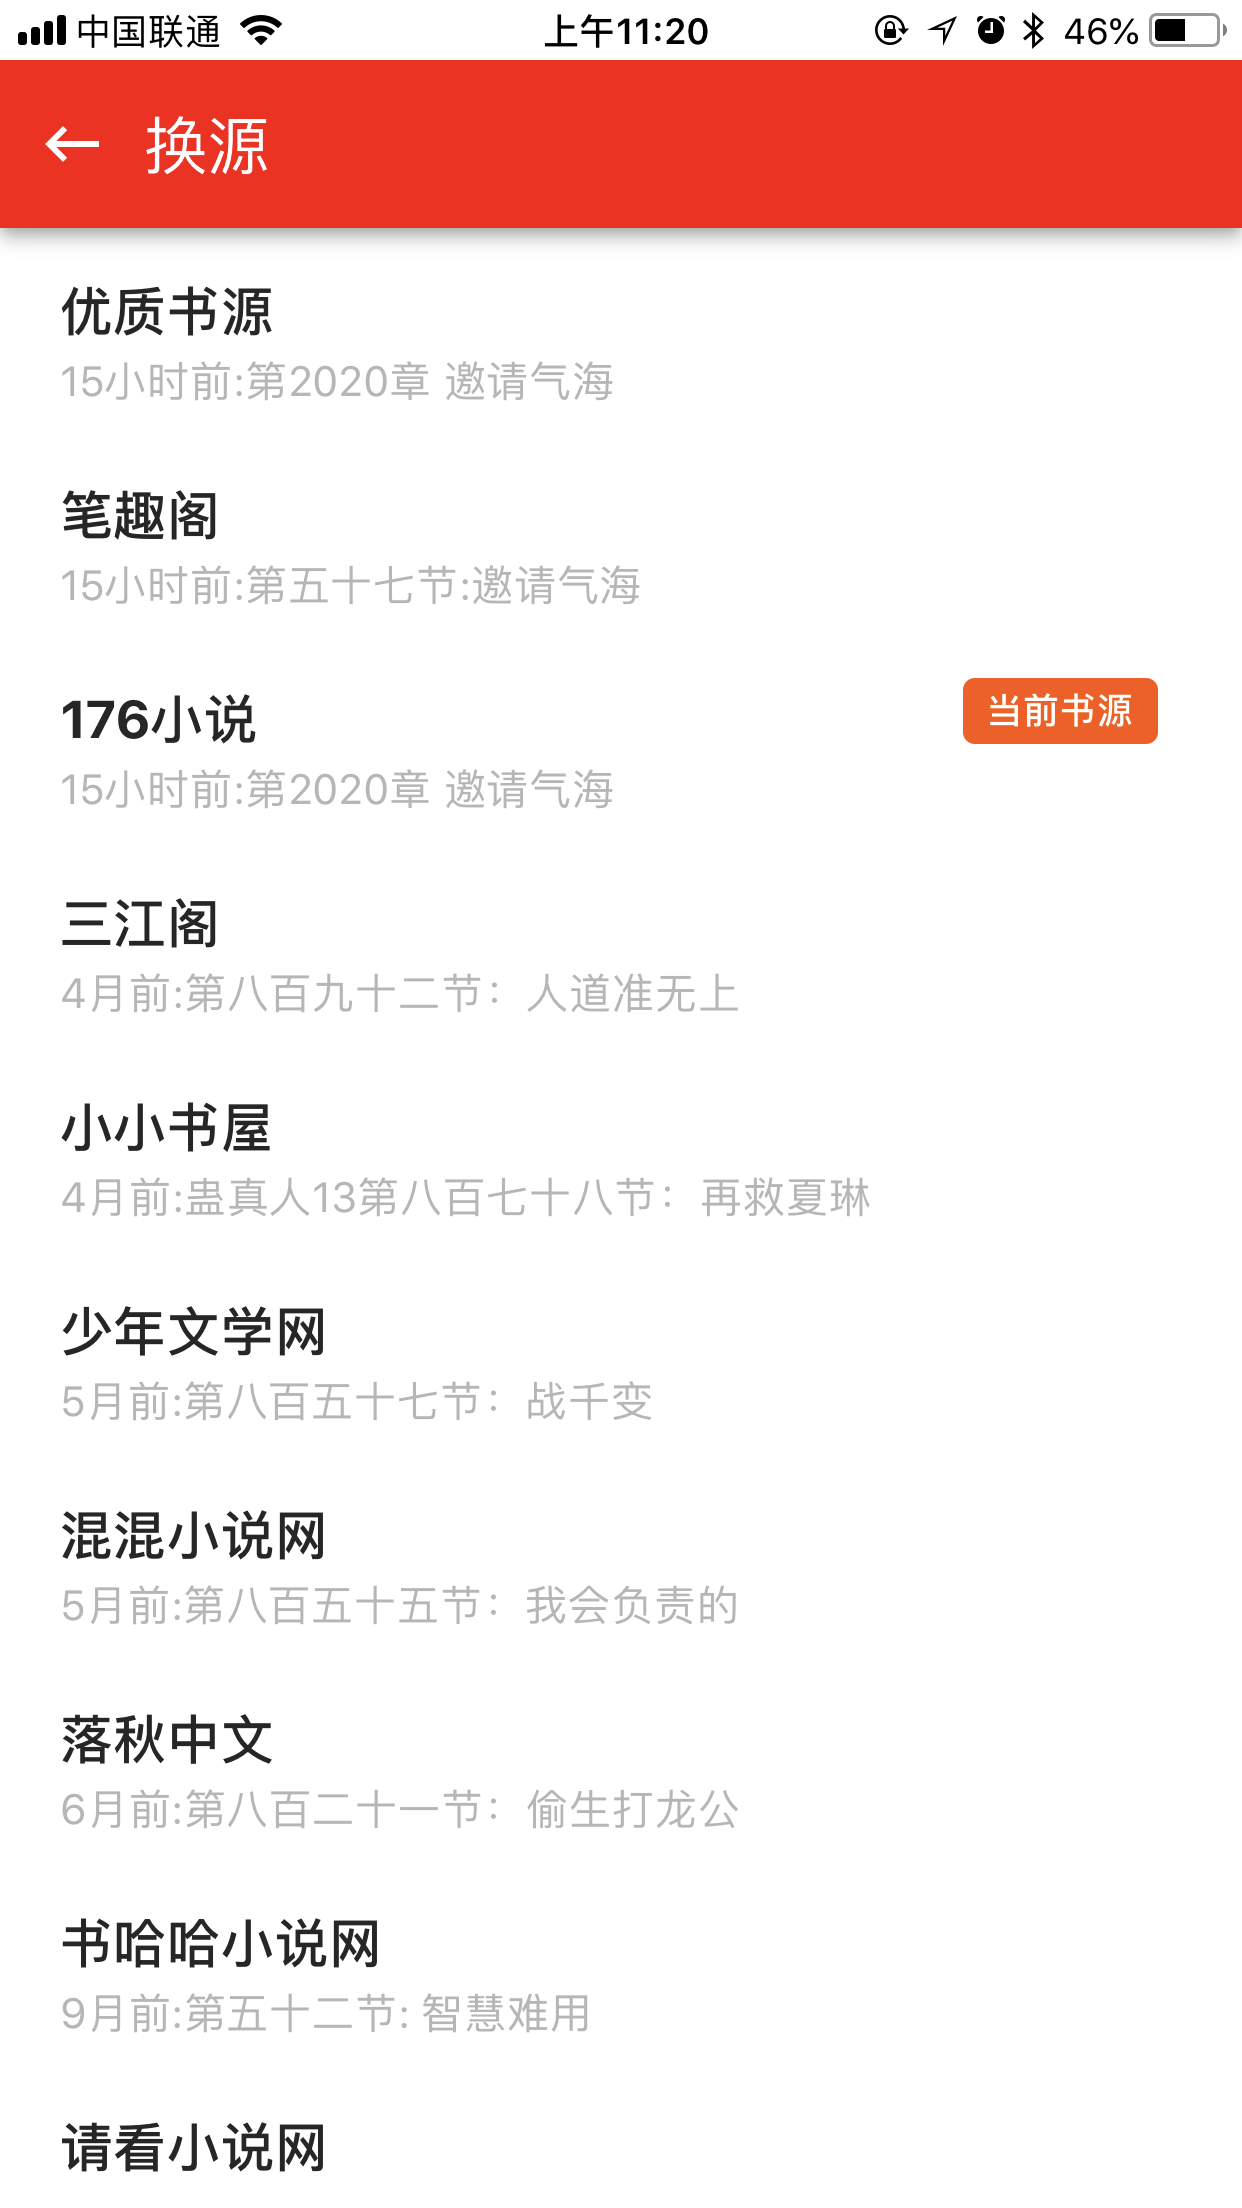 中国联通 上午11:20 46%
换源
优质书源
15小时前:第2020章 邀请气海
笔趣阁
15小时前:第五十七节:邀请气海
176小说 当前书源
15小时前:第2020章 邀请气海
三江阁
4月前:第八百九十二节：人道准无上
小小书屋
4月前:蛊真人13第八百七十八节：再救夏琳
少年文学网
5月前:第八百五十七节：战千变
混混小说网
5月前:第八百五十五节：我会负责的
落秋中文
6月前:第八百二十一节：偷生打龙公
书哈哈小说网
9月前:第五十二节: 智慧难用
请看小说网